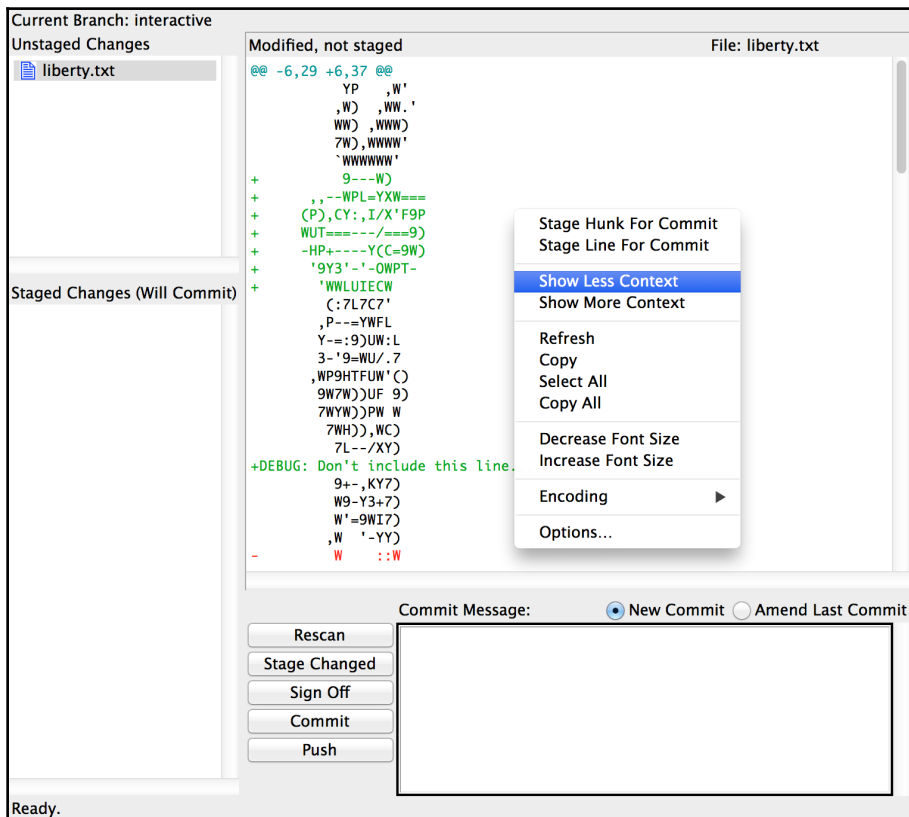 Current Branch: interactive
Unstaged Changes
liberty.txt
Staged Changes (Will Commit)
Modified, not staged File: liberty.txt
@@ -6,29 +6,37 @@
YP ,W'
,W) ,WW.'
WW) ,WWW)
7W),WWWW'
`WWWWWW'
+ 9---W)
+ ,,--WPL=YXW===
+ (P),CY:,I/X'F9P
+ WUT===---/===9)
+ -HP+----Y(C=9W)
+ '9Y3'-'-OWPT-
+ 'WWLUIECW
(:7L7C7'
,P--=YWFL
Y-=:9)UW:L
3-'9=WU/.7
,WP9HTFUW'()
9W7W))UF 9)
7WYW))PW W
7WH)),WC)
7L--/XY)
+DEBUG: Don't include this line.
9+-,KY7)
W9-Y3+7)
W'=9WI7)
,W '-YY)
- W ::W
Stage Hunk For Commit
Stage Line For Commit
Show Less Context
Show More Context
Refresh
Copy
Select All
Copy All
Decrease Font Size
Increase Font Size
Encoding
Options...
Commit Message: New Commit Amend Last Commit
Rescan
Stage Changed
Sign Off
Commit
Push
Ready.